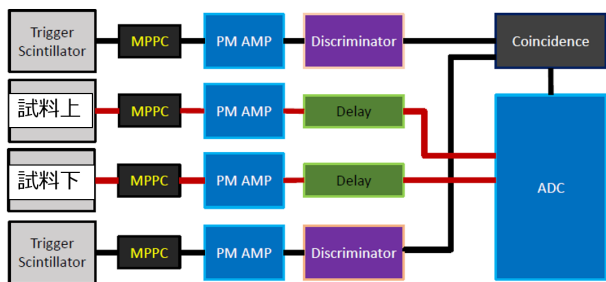 Trigger
Scintillator
MPPC
PM AMP
Discriminator
Coincidence
試料上
MPPC
PM AMP
Delay
試料下
MPPC
PM AMP
Delay
ADC
Trigger
Scintillator
MPPC
PM AMP
Discriminator